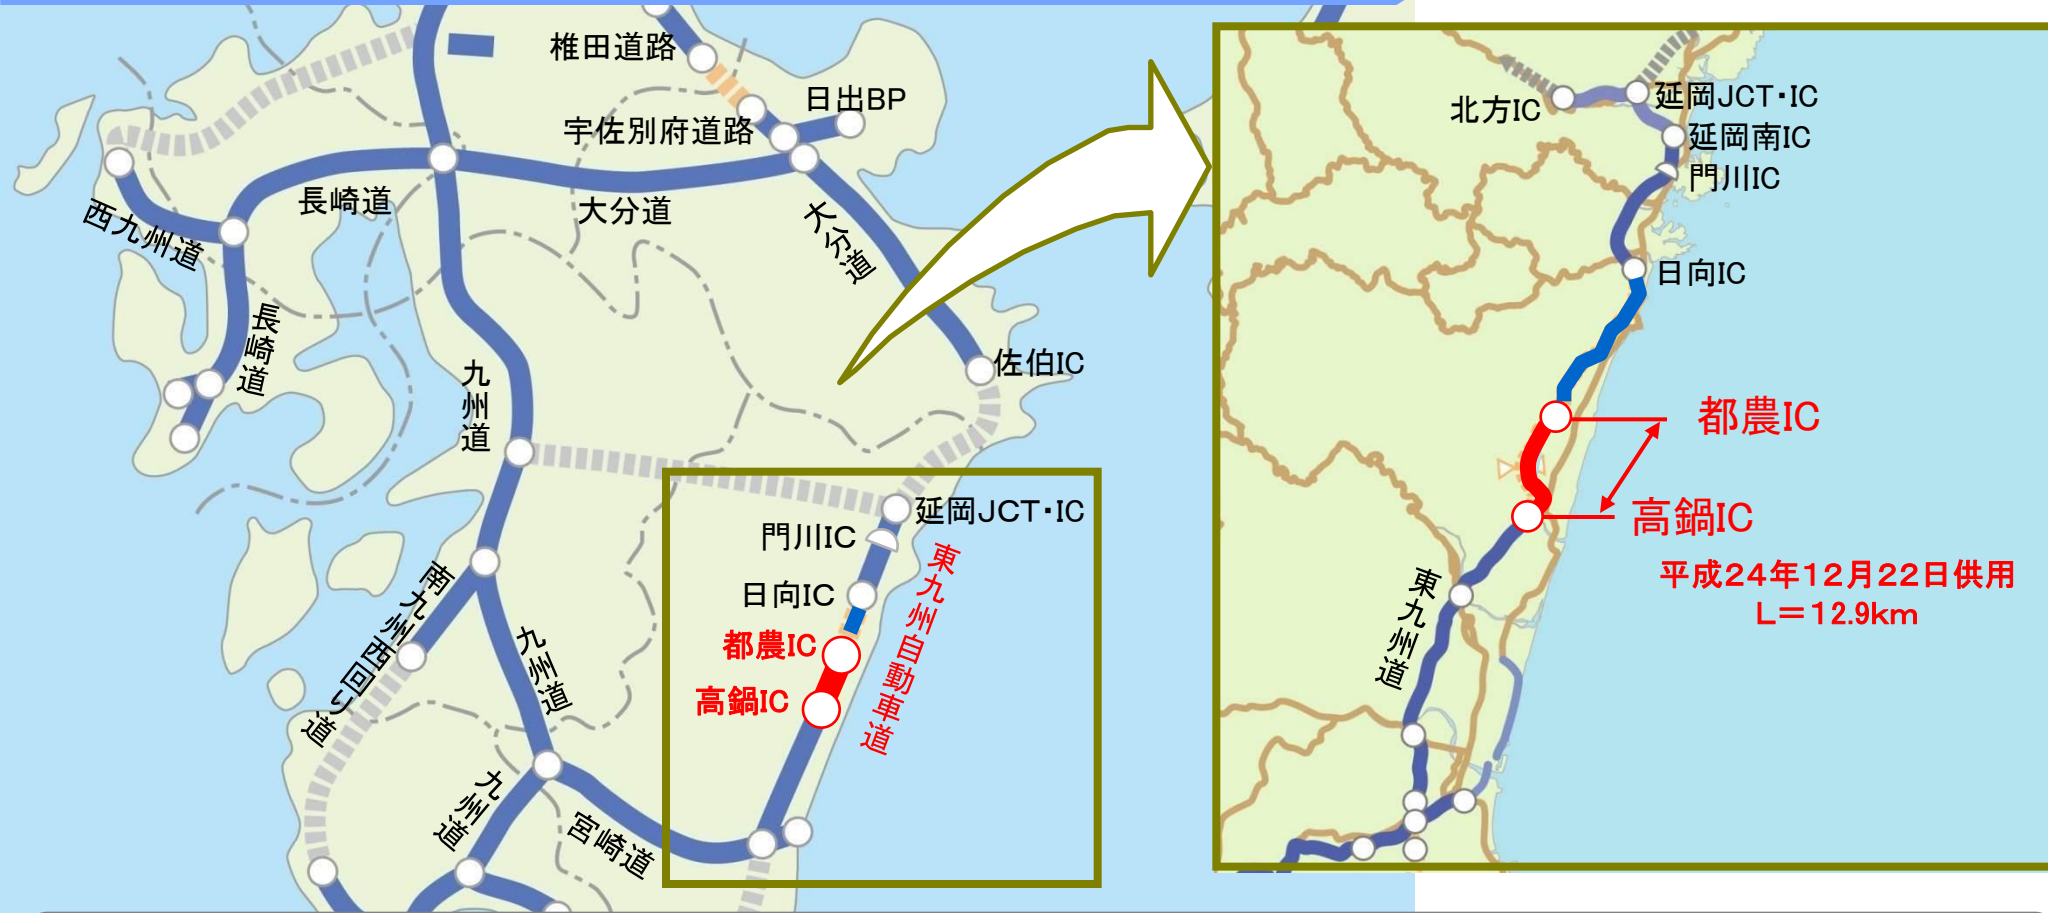 椎田道路
日出BP
宇佐別府道路
長崎道
大分道
大分道
西九州道
長崎道
九州道
佐伯IC
延岡JCT・IC
門川IC
東九州自動車道
日向IC
都農IC
高鍋IC
南九州西回り道
九州道
九州道
宮崎道
北方IC
延岡JCT・IC
延岡南IC
門川IC
日向IC
都農IC
高鍋IC
平成24年12月22日供用
L=12.9km
東九州道